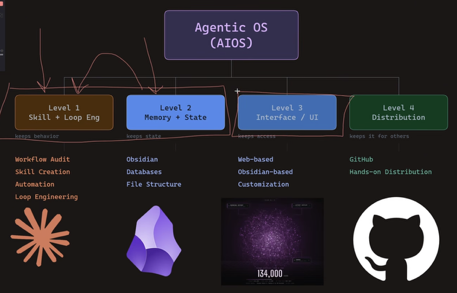 Agentic OS
(AIOS)
Level 1
Skill + Loop Eng
Level 2
Memory + State
Level 3
Interface / UI
Level 4
Distribution
keeps behavior
keeps state
keeps access
keeps it for others
Workflow Audit
Skill Creation
Automation
Loop Engineering
Obsidian
Databases
File Structure
Web-based
Obsidian-based
Customization
GitHub
Hands-on Distribution
134,000